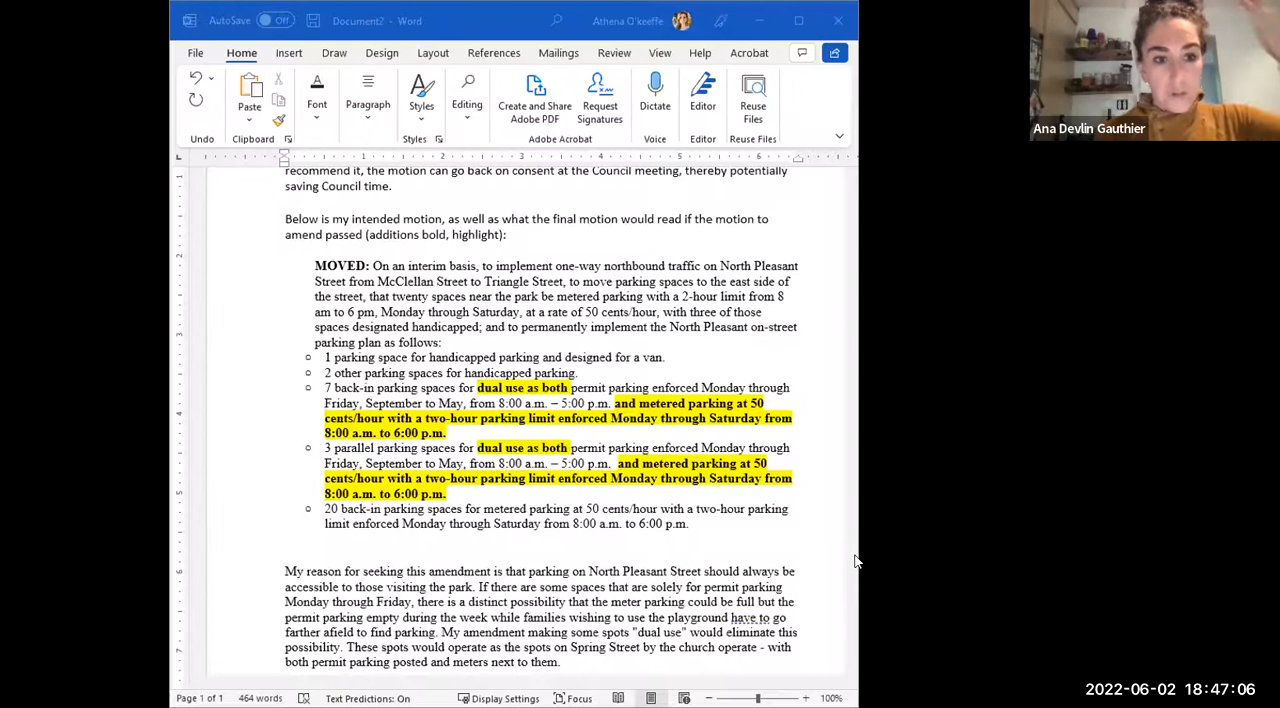 AutoSave Off Document2 - Word Athena O'keeffe
File Home Insert Draw Design Layout References Mailings Review View Help Acrobat
Paste Font Paragraph Styles Editing Create and Share Adobe PDF Request Signatures Dictate Editor Reuse Files
Undo Clipboard Styles Adobe Acrobat Voice Editor Reuse Files
1 2 3 4 5 6
recommend it, the motion can go back on consent at the Council meeting, thereby potentially
saving Council time.
Below is my intended motion, as well as what the final motion would read if the motion to
amend passed (additions bold, highlight):
MOVED: On an interim basis, to implement one-way northbound traffic on North Pleasant
Street from McClellan Street to Triangle Street, to move parking spaces to the east side of
the street, that twenty spaces near the park be metered parking with a 2-hour limit from 8
am to 6 pm, Monday through Saturday, at a rate of 50 cents/hour, with three of those
spaces designated handicapped; and to permanently implement the North Pleasant on-street
parking plan as follows:
○ 1 parking space for handicapped parking and designed for a van.
○ 2 other parking spaces for handicapped parking.
○ 7 back-in parking spaces for dual use as both permit parking enforced Monday through
Friday, September to May, from 8:00 a.m. – 5:00 p.m. and metered parking at 50
cents/hour with a two-hour parking limit enforced Monday through Saturday from
8:00 a.m. to 6:00 p.m.
○ 3 parallel parking spaces for dual use as both permit parking enforced Monday through
Friday, September to May, from 8:00 a.m. – 5:00 p.m. and metered parking at 50
cents/hour with a two-hour parking limit enforced Monday through Saturday from
8:00 a.m. to 6:00 p.m.
○ 20 back-in parking spaces for metered parking at 50 cents/hour with a two-hour parking
limit enforced Monday through Saturday from 8:00 a.m. to 6:00 p.m.
My reason for seeking this amendment is that parking on North Pleasant Street should always be
accessible to those visiting the park. If there are some spaces that are solely for permit parking
Monday through Friday, there is a distinct possibility that the meter parking could be full but the
permit parking empty during the week while families wishing to use the playground have to go
farther afield to find parking. My amendment making some spots "dual use" would eliminate this
possibility. These spots would operate as the spots on Spring Street by the church operate - with
both permit parking posted and meters next to them.
Page 1 of 1 464 words Text Predictions: On Display Settings Focus 100%
Ana Devlin Gauthier
2022-06-02 18:47:06